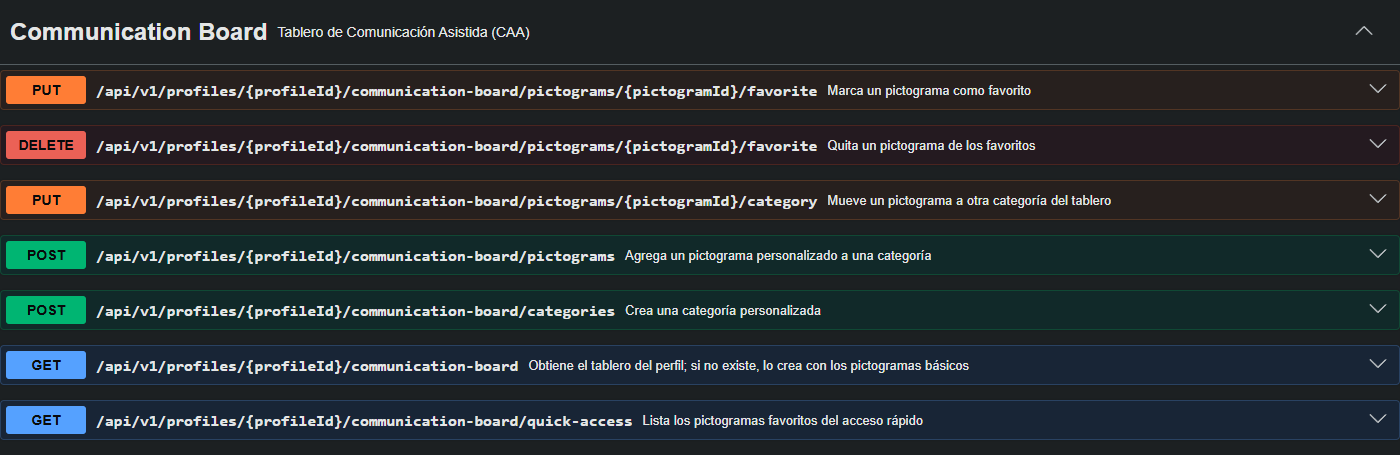 Communication Board Tablero de Comunicación Asistida (CAA)
PUT /api/v1/profiles/{profileId}/communication-board/pictograms/{pictogramId}/favorite Marca un pictograma como favorito
DELETE /api/v1/profiles/{profileId}/communication-board/pictograms/{pictogramId}/favorite Quita un pictograma de los favoritos
PUT /api/v1/profiles/{profileId}/communication-board/pictograms/{pictogramId}/category Mueve un pictograma a otra categoría del tablero
POST /api/v1/profiles/{profileId}/communication-board/pictograms Agrega un pictograma personalizado a una categoría
POST /api/v1/profiles/{profileId}/communication-board/categories Crea una categoría personalizada
GET /api/v1/profiles/{profileId}/communication-board Obtiene el tablero del perfil; si no existe, lo crea con los pictogramas básicos
GET /api/v1/profiles/{profileId}/communication-board/quick-access Lista los pictogramas favoritos del acceso rápido